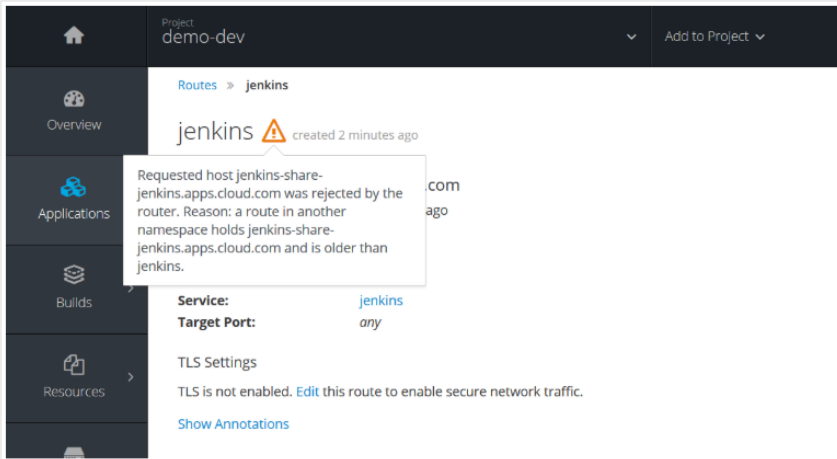 Project
demo-dev
Add to Project
Overview
Applications
Builds
Resources
Routes » jenkins
jenkins created 2 minutes ago
Requested host jenkins-share-
jenkins.apps.cloud.com was rejected by the
router. Reason: a route in another
namespace holds jenkins-share-
jenkins.apps.cloud.com and is older than
jenkins.
.com
ago
Service: jenkins
Target Port: any
TLS Settings
TLS is not enabled. Edit this route to enable secure network traffic.
Show Annotations